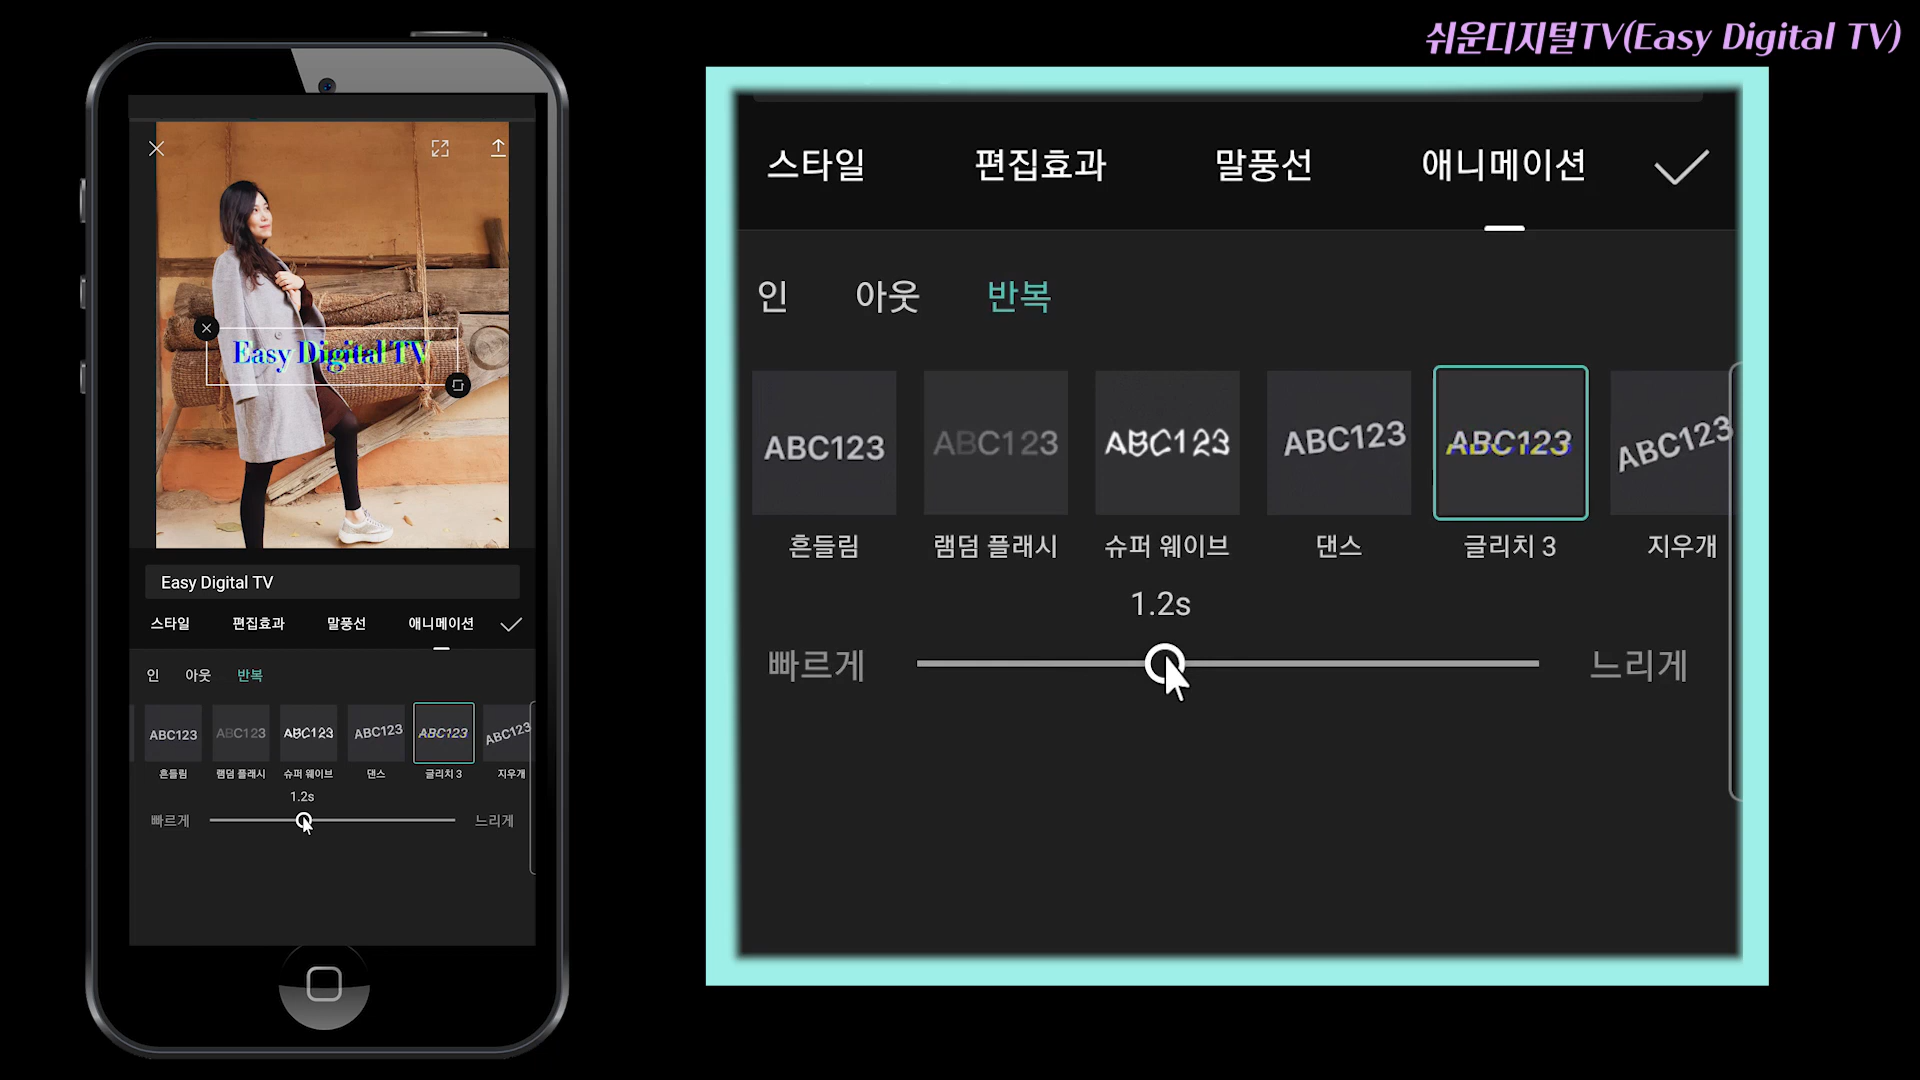 쉬운디지털TV(Easy Digital TV)
Easy Digital TV
Easy Digital TV
스타일 편집효과 말풍선 애니메이션
인 아웃 반복
ABC123 ABC123 ABC123 ABC123 ABC123 ABC123
흔들림 램덤 플래시 슈퍼 웨이브 댄스 글리치 3 지우개
1.2s
빠르게 느리게
스타일 편집효과 말풍선 애니메이션
인 아웃 반복
ABC123 ABC123 ABC123 ABC123 ABC123 ABC123
흔들림 램덤 플래시 슈퍼 웨이브 댄스 글리치 3 지우개
1.2s
빠르게 느리게